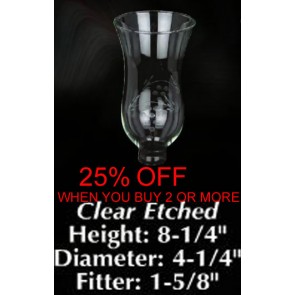 25% OFF
WHEN YOU BUY 2 OR MORE
Clear Etched
Height: 8-1/4"
Diameter: 4-1/4"
Fitter: 1-5/8"